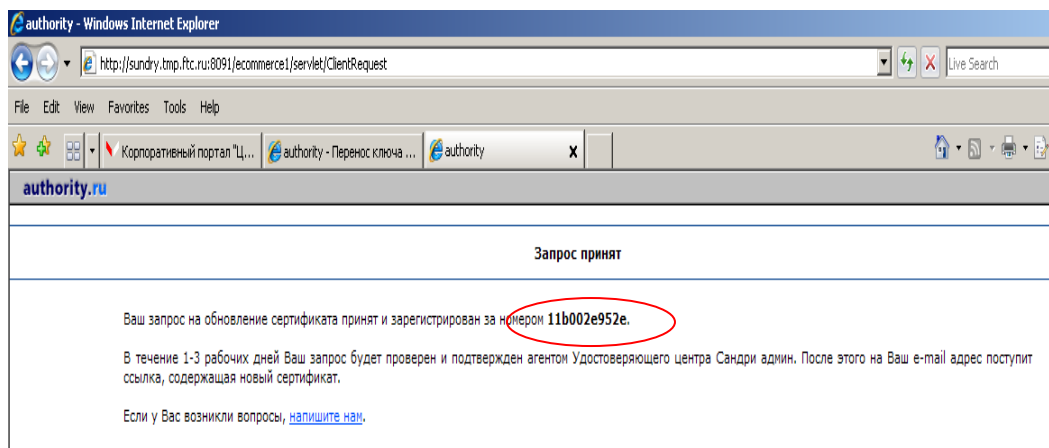 authority - Windows Internet Explorer
http://sundry.tmp.ftc.ru:8091/ecommerce1/servlet/ClientRequest
Live Search
File Edit View Favorites Tools Help
Корпоративный портал "Ц... authority - Перенос ключа ... authority
authority.ru
Запрос принят
Ваш запрос на обновление сертификата принят и зарегистрирован за номером 11b002e952e.
В течение 1-3 рабочих дней Ваш запрос будет проверен и подтвержден агентом Удостоверяющего центра Сандри админ. После этого на Ваш e-mail адрес поступит
ссылка, содержащая новый сертификат.
Если у Вас возникли вопросы, напишите нам.